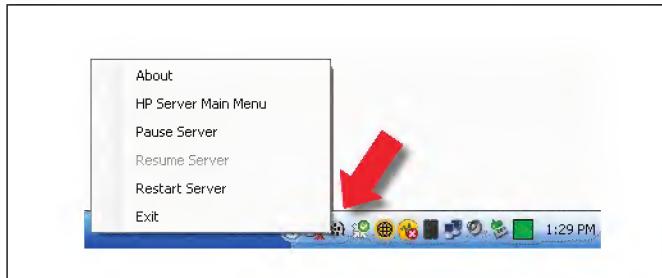 About
HP Server Main Menu
Pause Server
Resume Server
Restart Server
Exit
1:29 PM